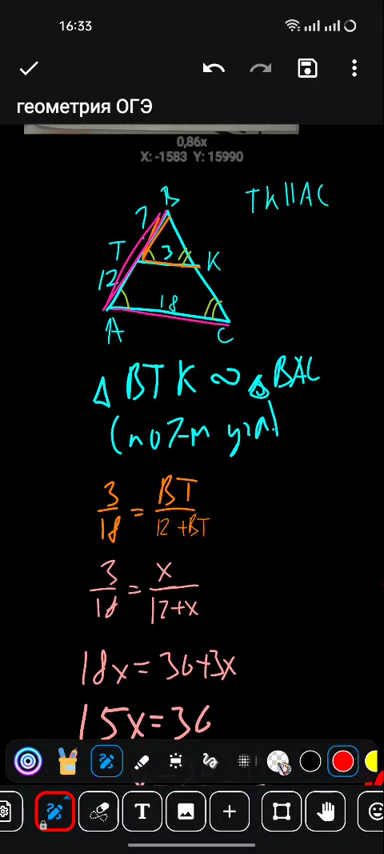 16:33
геометрия ОГЭ
0,86x
X: -1583 Y: 15990
TK || AC
B
?
T
3
K
12
18
A
C
△ BTK ∞ △ BAC
(по 2-м угл)
3/18 = BT/12+BT
3/18 = x/12+x
18x = 36+3x
15x = 36
T